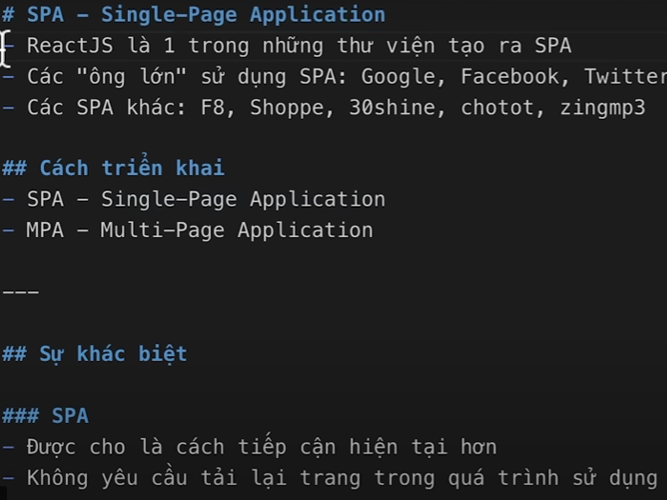 # SPA - Single-Page Application
- ReactJS là 1 trong những thư viện tạo ra SPA
- Các "ông lớn" sử dụng SPA: Google, Facebook, Twitter
- Các SPA khác: F8, Shoppe, 30shine, chotot, zingmp3
## Cách triển khai
- SPA - Single-Page Application
- MPA - Multi-Page Application
---
## Sự khác biệt
### SPA
- Được cho là cách tiếp cận hiện tại hơn
- Không yêu cầu tải lại trang trong quá trình sử dụng